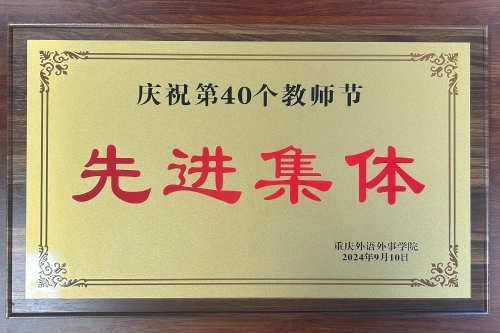 庆祝第40个教师节
先进集体
重庆外语外事学院
2024年9月10日